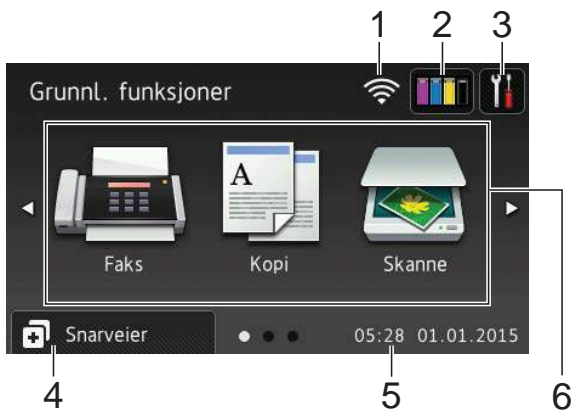 1 2 3
Grunnl. funksjoner
A
Faks Kopi Skanne
Snarveier 05:28 01.01.2015
4 5 6